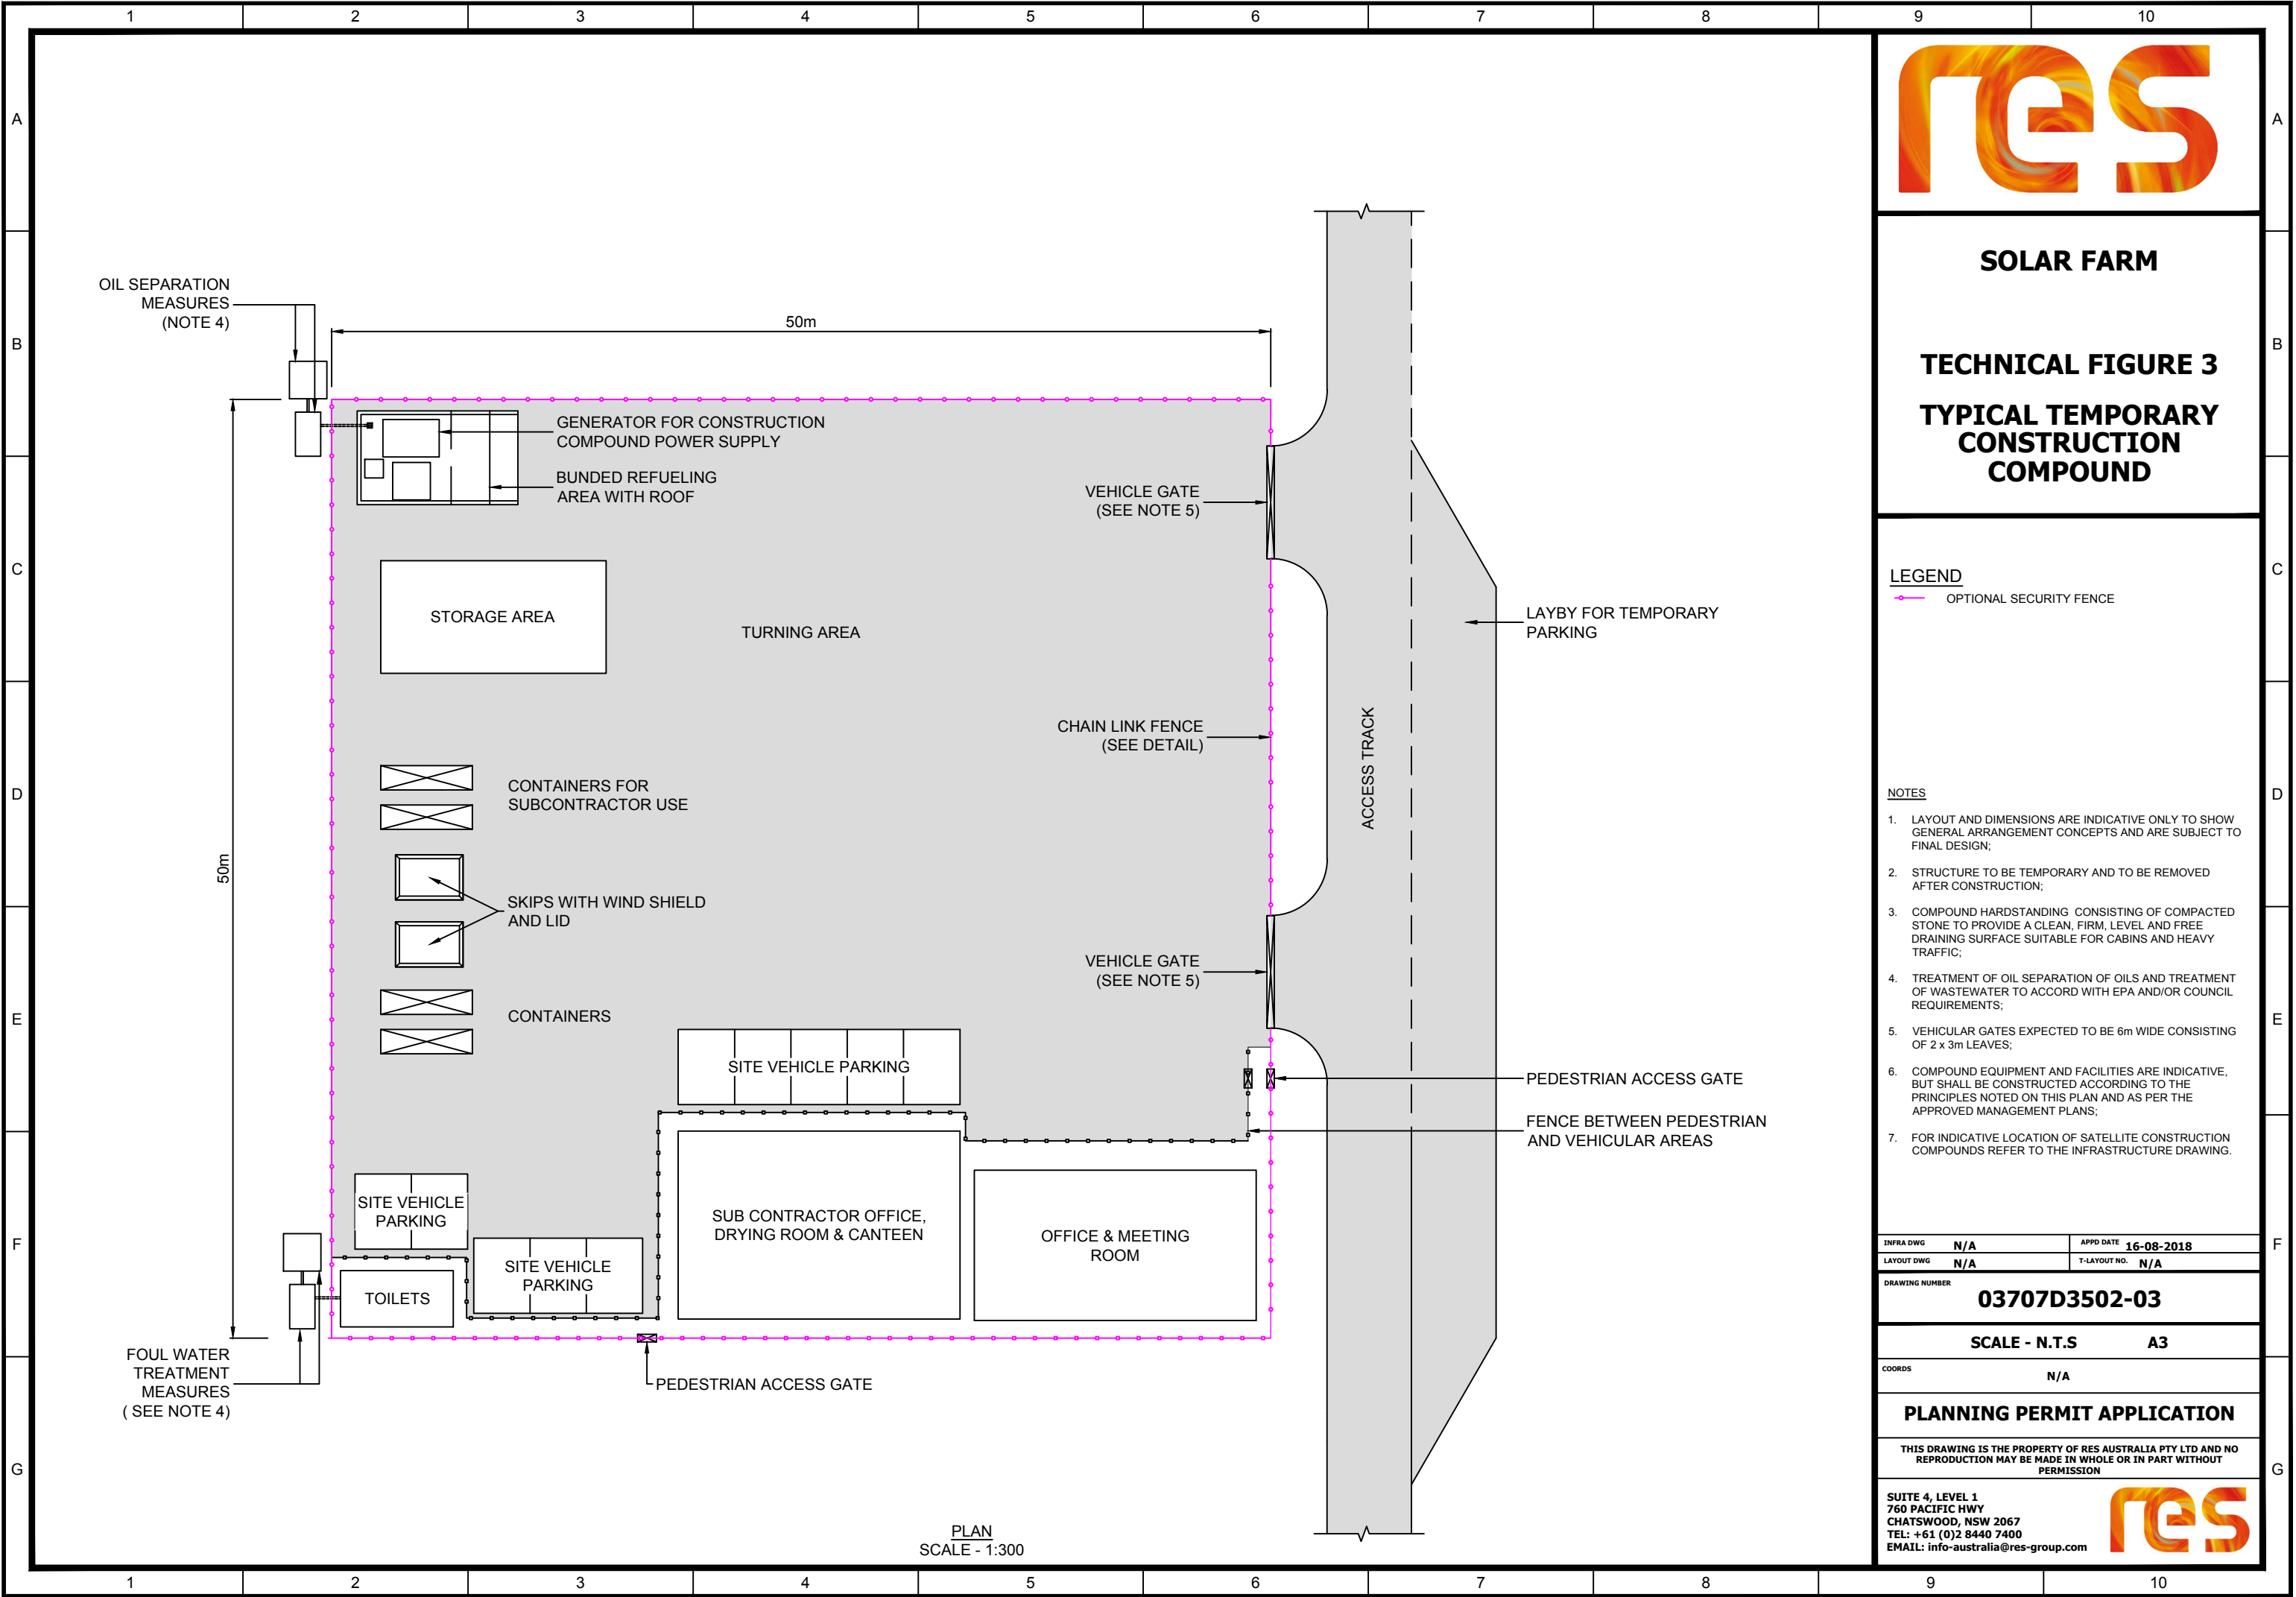 1 2 3 4 5 6 7 8 9 10
A
B
C
D
E
F
G
OIL SEPARATION
MEASURES
(NOTE 4)
50m
GENERATOR FOR CONSTRUCTION
COMPOUND POWER SUPPLY
BUNDED REFUELING
AREA WITH ROOF
VEHICLE GATE
(SEE NOTE 5)
STORAGE AREA
TURNING AREA
LAYBY FOR TEMPORARY
PARKING
CHAIN LINK FENCE
(SEE DETAIL)
ACCESS TRACK
CONTAINERS FOR
SUBCONTRACTOR USE
50m
SKIPS WITH WIND SHIELD
AND LID
VEHICLE GATE
(SEE NOTE 5)
CONTAINERS
SITE VEHICLE PARKING
PEDESTRIAN ACCESS GATE
FENCE BETWEEN PEDESTRIAN
AND VEHICULAR AREAS
SITE VEHICLE
PARKING
SUB CONTRACTOR OFFICE,
DRYING ROOM & CANTEEN
OFFICE & MEETING
ROOM
SITE VEHICLE
PARKING
TOILETS
FOUL WATER
TREATMENT
MEASURES
( SEE NOTE 4)
PEDESTRIAN ACCESS GATE
PLAN
SCALE - 1:300
res
SOLAR FARM
TECHNICAL FIGURE 3
TYPICAL TEMPORARY
CONSTRUCTION
COMPOUND
LEGEND
OPTIONAL SECURITY FENCE
NOTES
1. LAYOUT AND DIMENSIONS ARE INDICATIVE ONLY TO SHOW
GENERAL ARRANGEMENT CONCEPTS AND ARE SUBJECT TO
FINAL DESIGN;
2. STRUCTURE TO BE TEMPORARY AND TO BE REMOVED
AFTER CONSTRUCTION;
3. COMPOUND HARDSTANDING CONSISTING OF COMPACTED
STONE TO PROVIDE A CLEAN, FIRM, LEVEL AND FREE
DRAINING SURFACE SUITABLE FOR CABINS AND HEAVY
TRAFFIC;
4. TREATMENT OF OIL SEPARATION OF OILS AND TREATMENT
OF WASTEWATER TO ACCORD WITH EPA AND/OR COUNCIL
REQUIREMENTS;
5. VEHICULAR GATES EXPECTED TO BE 6m WIDE CONSISTING
OF 2 x 3m LEAVES;
6. COMPOUND EQUIPMENT AND FACILITIES ARE INDICATIVE,
BUT SHALL BE CONSTRUCTED ACCORDING TO THE
PRINCIPLES NOTED ON THIS PLAN AND AS PER THE
APPROVED MANAGEMENT PLANS;
7. FOR INDICATIVE LOCATION OF SATELLITE CONSTRUCTION
COMPOUNDS REFER TO THE INFRASTRUCTURE DRAWING.
INFRA DWG N/A APPD DATE 16-08-2018
LAYOUT DWG N/A T-LAYOUT NO. N/A
DRAWING NUMBER
03707D3502-03
SCALE - N.T.S A3
COORDS
N/A
PLANNING PERMIT APPLICATION
THIS DRAWING IS THE PROPERTY OF RES AUSTRALIA PTY LTD AND NO
REPRODUCTION MAY BE MADE IN WHOLE OR IN PART WITHOUT
PERMISSION
SUITE 4, LEVEL 1
760 PACIFIC HWY
CHATSWOOD, NSW 2067
TEL: +61 (0)2 8440 7400
EMAIL: info-australia@res-group.com
res
A
B
C
D
E
F
G
1 2 3 4 5 6 7 8 9 10